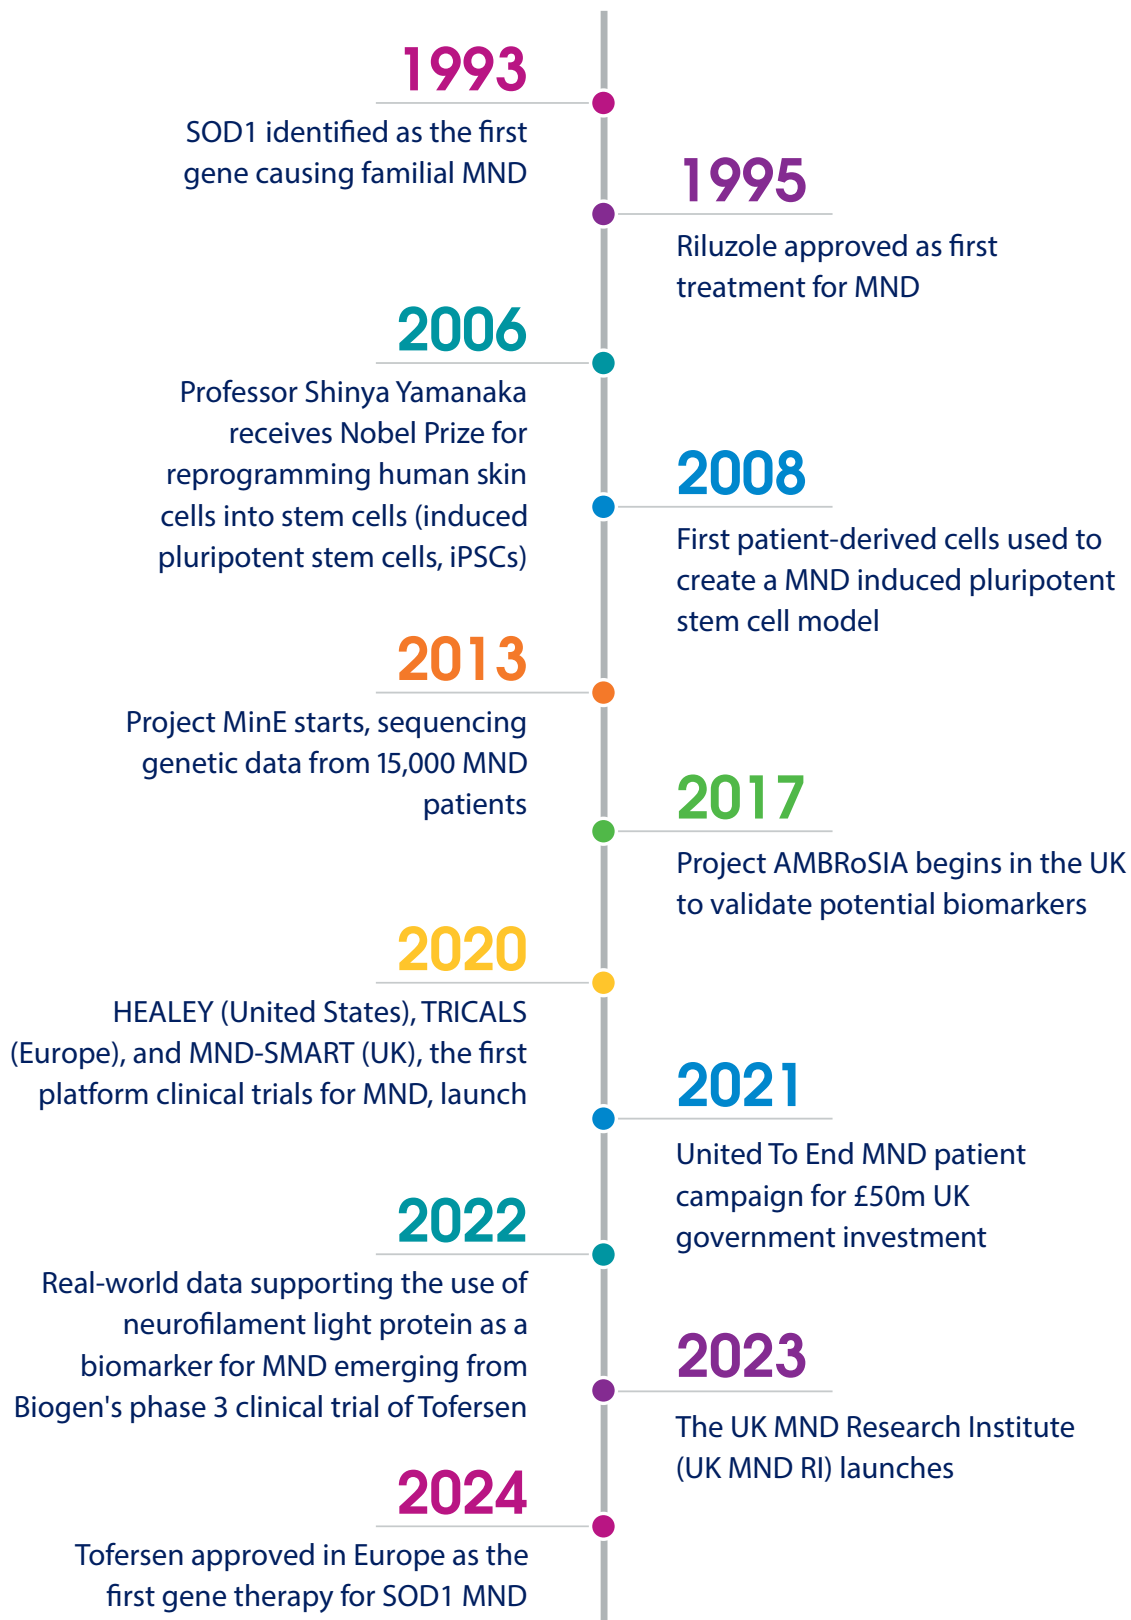 1993
SOD1 identified as the first
gene causing familial MND
1995
Riluzole approved as first
treatment for MND
2006
Professor Shinya Yamanaka
receives Nobel Prize for
reprogramming human skin
cells into stem cells (induced
pluripotent stem cells, iPSCs)
2008
First patient-derived cells used to
create a MND induced pluripotent
stem cell model
2013
Project MinE starts, sequencing
genetic data from 15,000 MND
patients
2017
Project AMBRoSIA begins in the UK
to validate potential biomarkers
2020
HEALEY (United States), TRICALS
(Europe), and MND-SMART (UK), the first
platform clinical trials for MND, launch
2021
United To End MND patient
campaign for £50m UK
government investment
2022
Real-world data supporting the use of
neurofilament light protein as a
biomarker for MND emerging from
Biogen's phase 3 clinical trial of Tofersen
2023
The UK MND Research Institute
(UK MND RI) launches
2024
Tofersen approved in Europe as the
first gene therapy for SOD1 MND